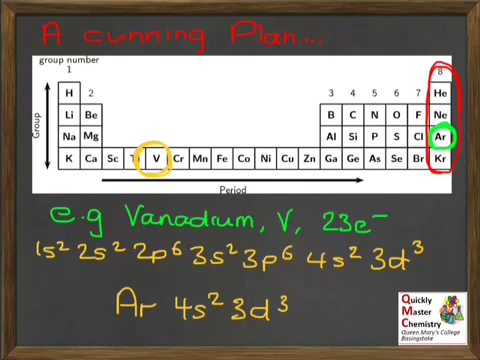 A cunning Plan...
group number
1 8
H 2 3 4 5 6 7 He
Li Be B C N O F Ne
Na Mg Al Si P S Cl Ar
K Ca Sc Ti V Cr Mn Fe Co Ni Cu Zn Ga Ge As Se Br Kr
Group
Period
e.g Vanadium, V, 23e⁻
1s² 2s² 2p⁶ 3s² 3p⁶ 4s² 3d³
Ar 4s² 3d³
Quickly
Master
Chemistry
Queen Mary's College
Basingstoke